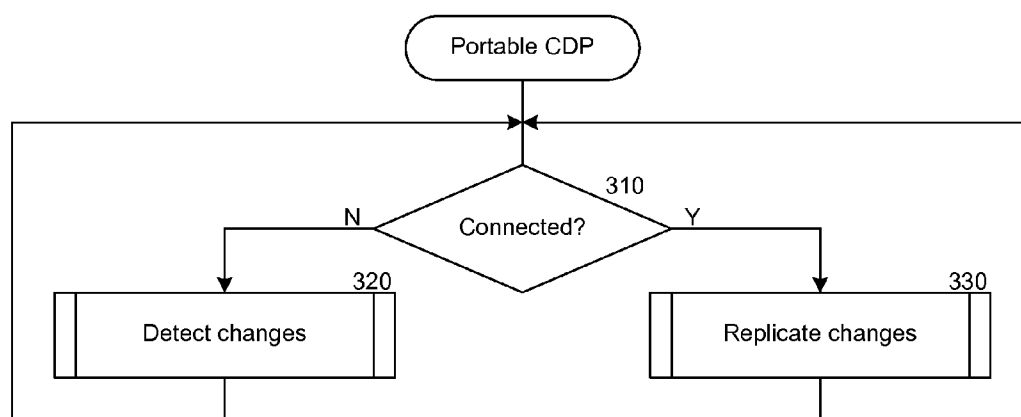 Portable CDP
310
N
Connected?
Y
320
330
Detect changes
Replicate changes